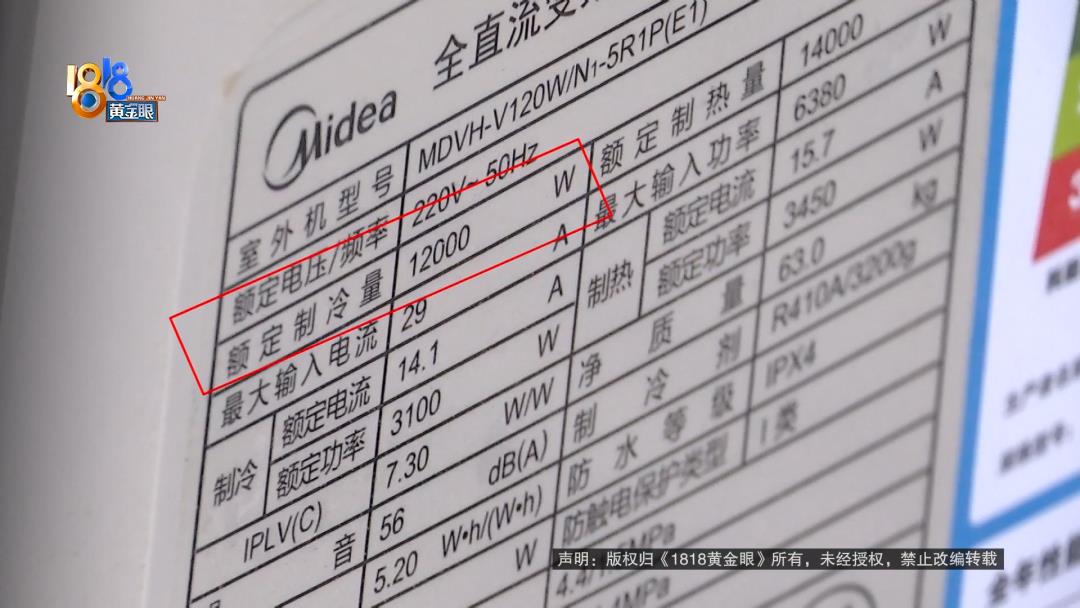 1818
HUANG JIN YAN
黄金眼
全直流变
Midea
室外机型号 MDVH-V120W/N1-5R1P(E1)
额定电压/频率 220V~ 50Hz
额定制冷量 12000 W
最大输入电流 29 A
制冷 额定电流 14.1 A
额定功率 3100 W
IPLV(C) 7.30 W/W
音 56 dB(A)
5.20 W•h/(W•h)
W
额定制热量 14000 W
最大输入功率 6380
制热 额定电流 15.7 A
额定功率 3450 W
净质量 63.0 kg
制冷剂 R410A/3200g
防水等级 IPX4
防触电保护类型 I类
MPa
MPa
声明：版权归《1818黄金眼》所有，未经授权，禁止改编转载